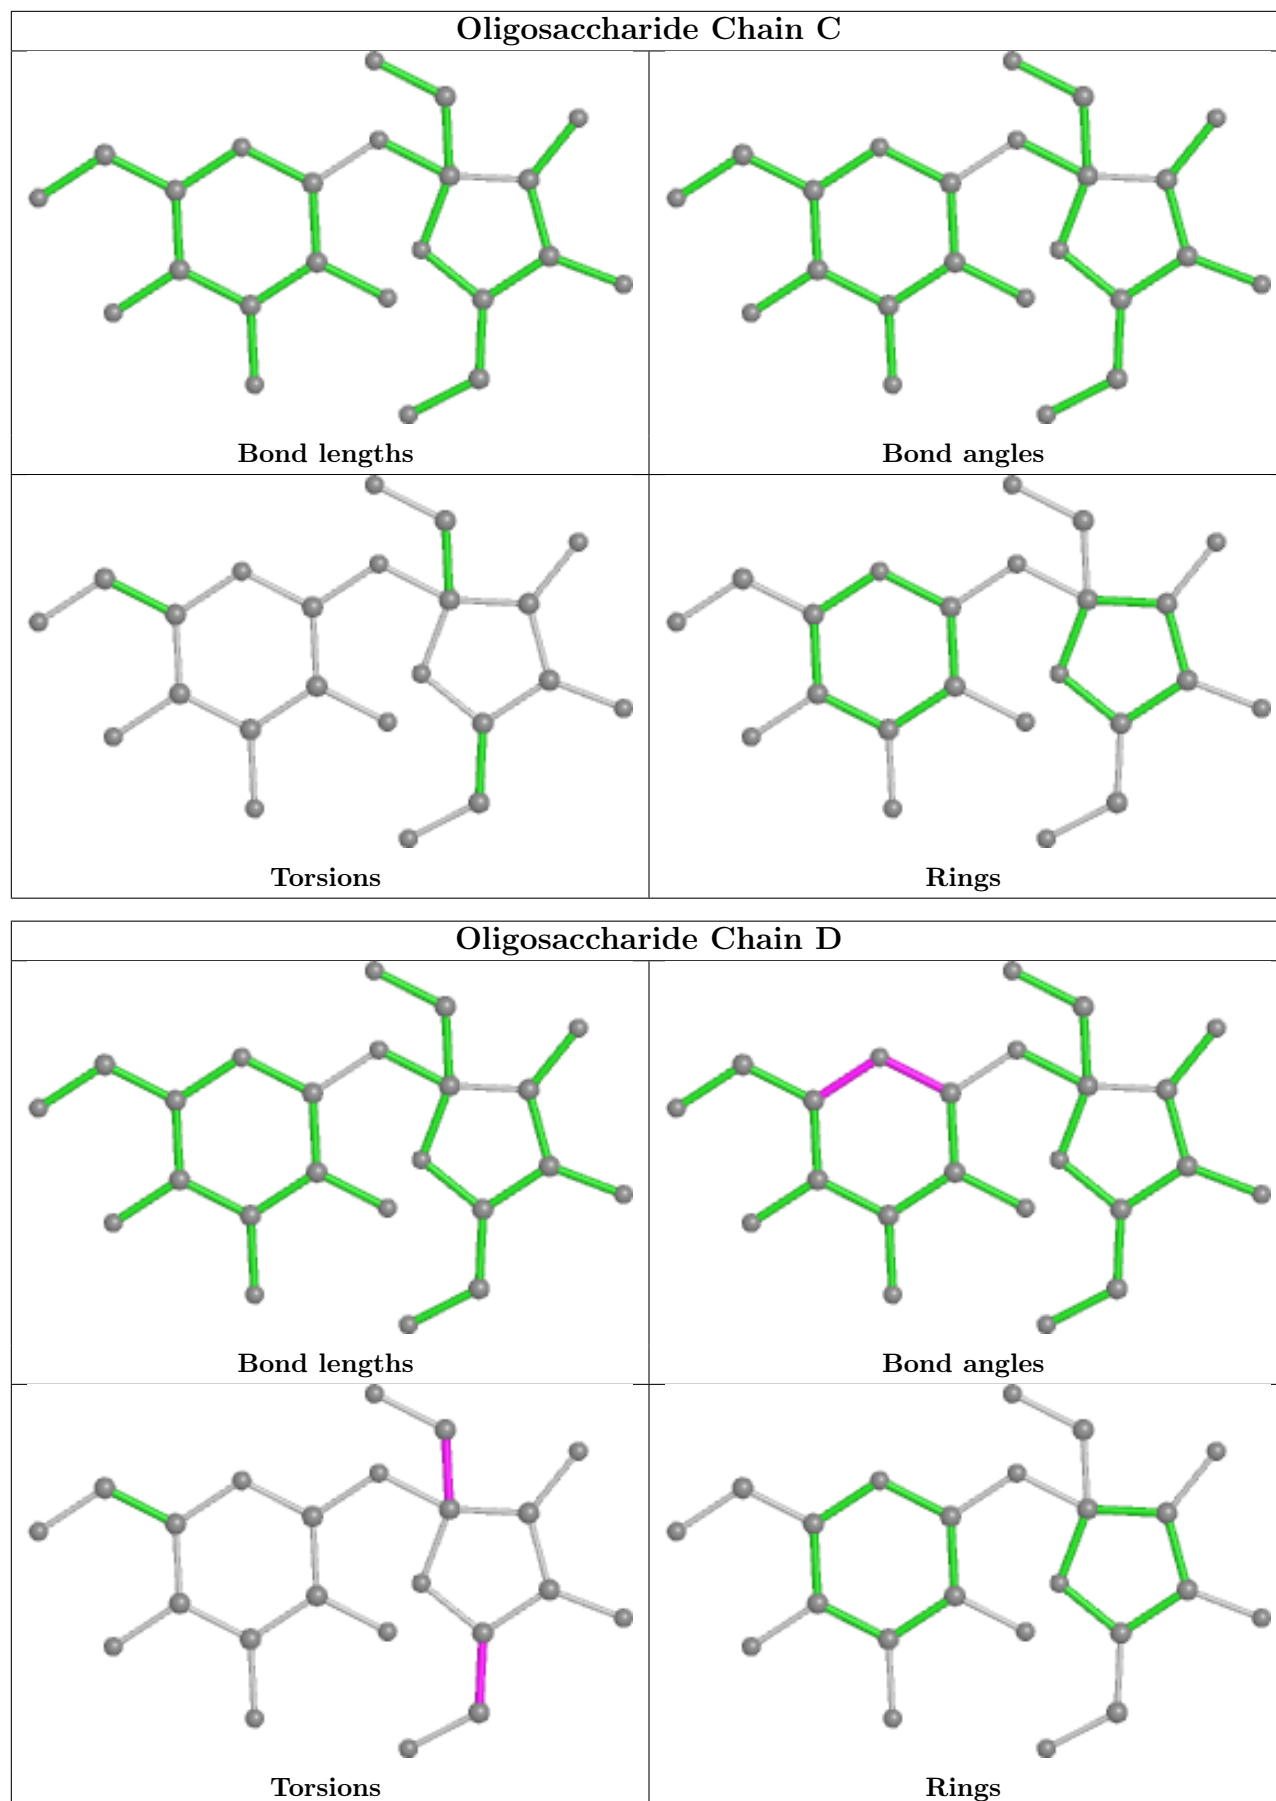 Oligosaccharide Chain C
Bond lengths
Bond angles
Torsions
Rings
Oligosaccharide Chain D
Bond lengths
Bond angles
Torsions
Rings